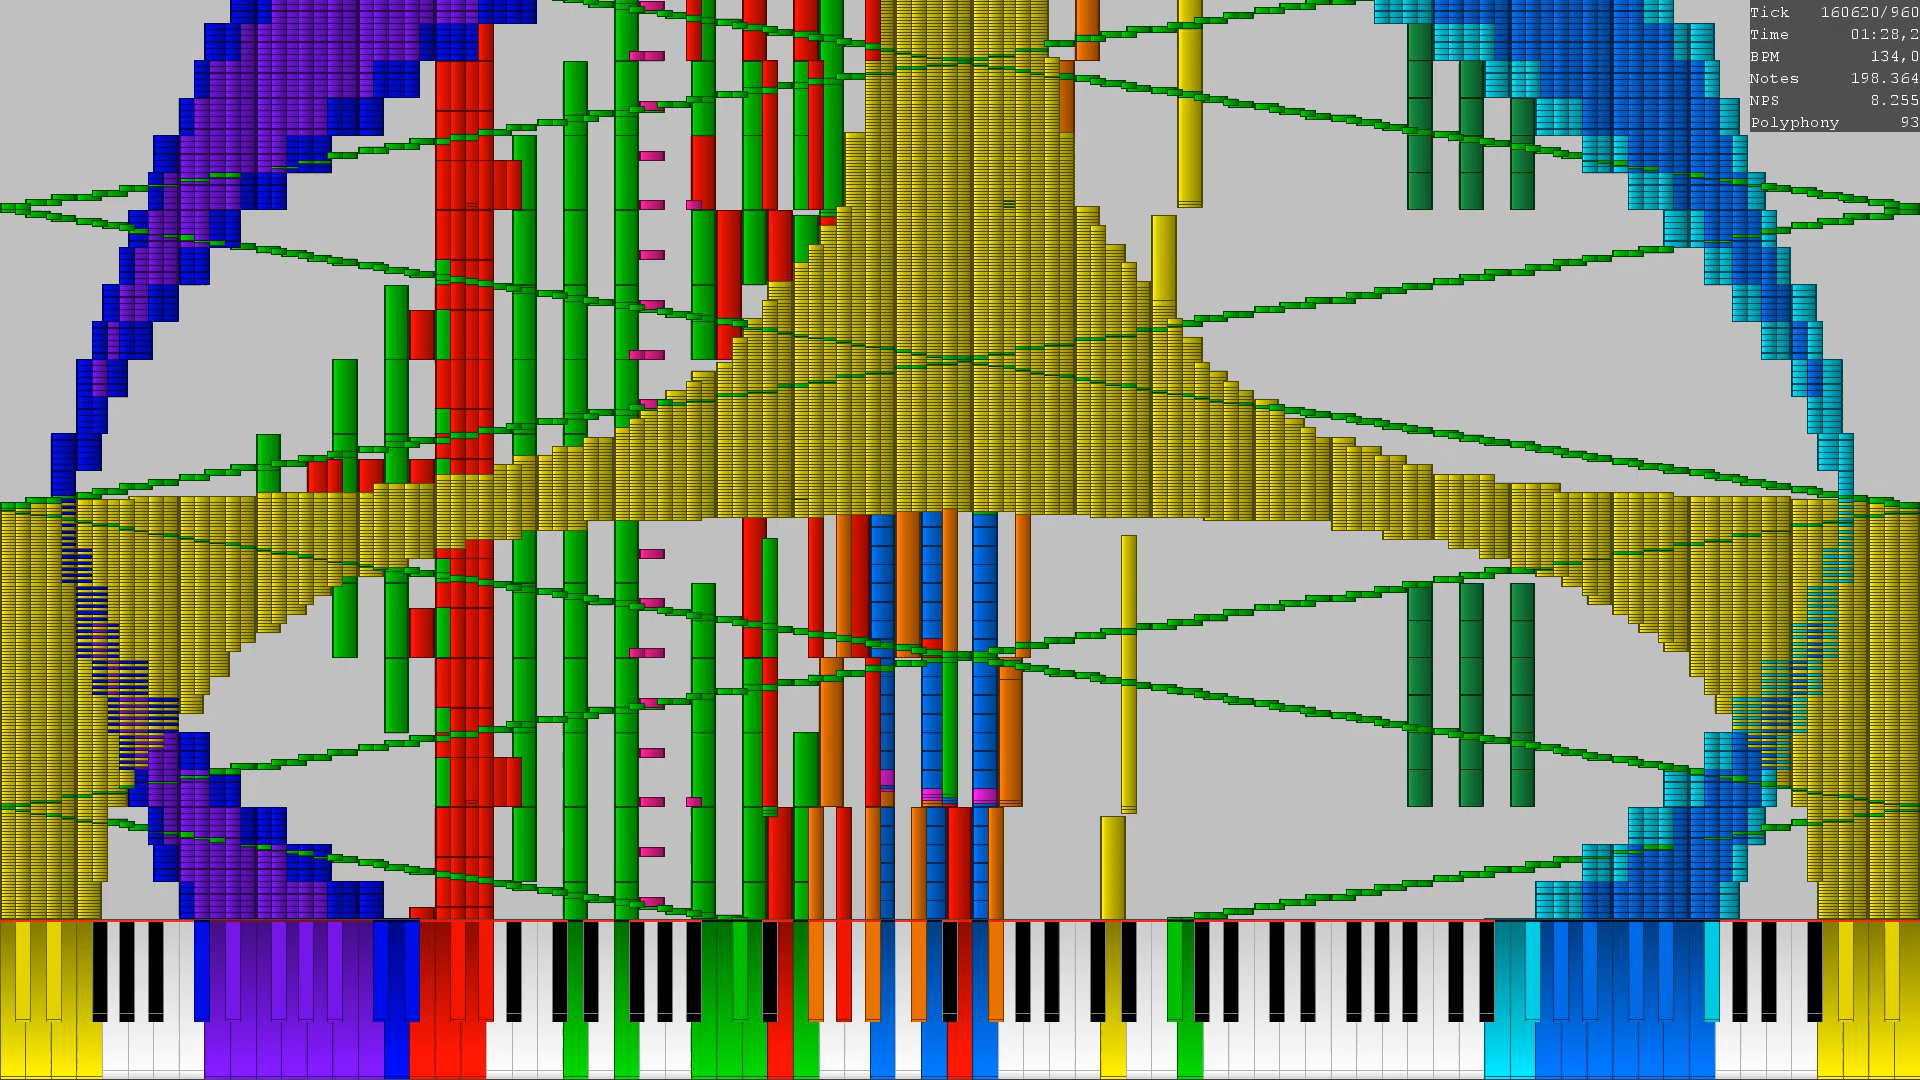 Tick 160620/960
Time 01:28,2
BPM 134,0
Notes 198.364
NPS 8.255
Polyphony 93